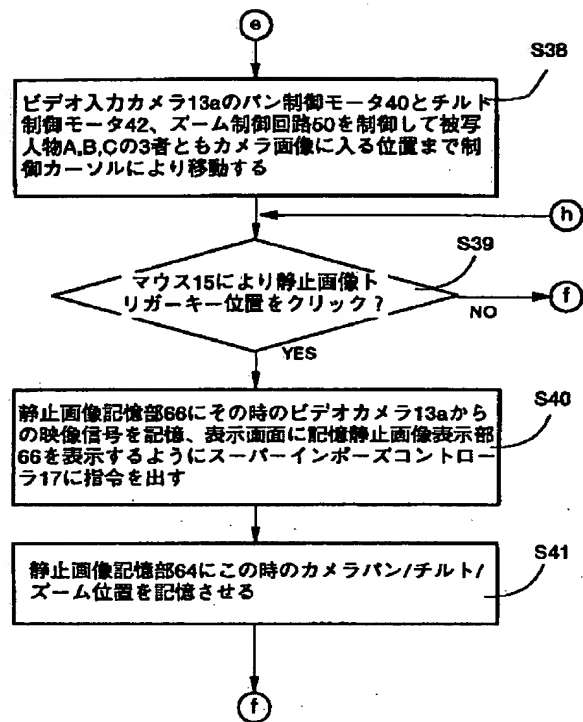 e
S38
ビデオ入力カメラ13aのパン制御モータ40とチルト
制御モータ42、ズーム制御回路50を制御して被写
人物A,B,Cの3者ともカメラ画像に入る位置まで制
御カーソルにより移動する
h
S39
マウス15により静止画像ト
リガーキー位置をクリック?
NO
f
YES
S40
静止画像記憶部66にその時のビデオカメラ13aから
の映像信号を記憶、表示画面に記憶静止画像表示部
66を表示するようにスーパーインポーズコントロー
ラ17に指令を出す
S41
静止画像記憶部64にこの時のカメラパン/チルト/
ズーム位置を記憶させる
f